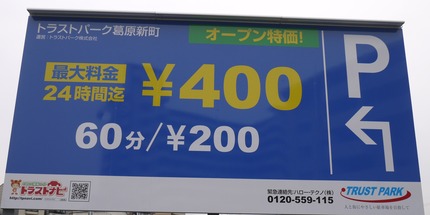 トラストパーク葛原新町
運営:トラストパーク株式会社
オープン特価!
最大料金
24時間迄
¥400
60分/¥200
P
トラストナビ
緊急連絡先:ハロー・テクノ(株)
0120-559-115
TRUST PARK